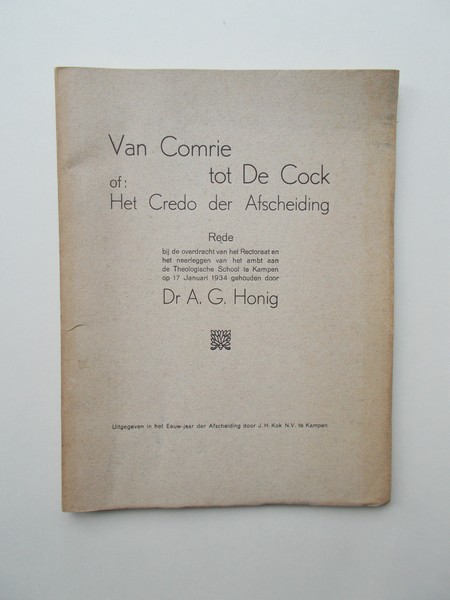 Van Comrie
tot De Cock
of:
Het Credo der Afscheiding
Rede
bij de overdracht van het Rectoraat en
het neerleggen van het ambt aan
de Theologische School te Kampen
op 17 Januari 1934 gehouden door
Dr A. G. Honig
Uitgegeven in het Eeuw-jaar der Afscheiding door J. H. Kok N.V. te Kampen